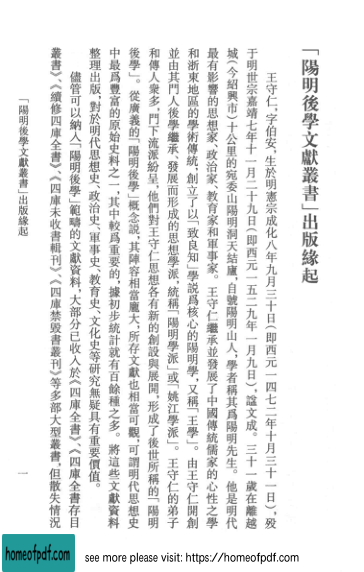 「陽明後學文獻叢書」出版緣起
王守仁，字伯安，生於明憲宗成化八年九月三十日（即西元一四七二年十月三十一日），歿
于明世宗嘉靖七年十一月二十九日（即西元一五二九年一月九日），諡文成。三十一歲在離越
城（今紹興市）十公里的宛委山陽明洞天結廬，自號陽明山人，學者稱其爲陽明先生。他是明代
最有影響的思想家、政治家、教育家和軍事家。王守仁繼承並發展了中國傳統儒家的心性之學
和浙東地區的學術傳統，創立了以「致良知」學説爲核心的陽明學，又稱「王學」。由王守仁開創
並由其門人後學繼承、發展而形成的思想學派，統稱「陽明學派」或「姚江學派」。王守仁的弟子
和傳人衆多，門下流派紛呈，他們對王守仁思想各有新的創設與展開，形成了後世所稱的「陽明
後學」。從廣義的「陽明後學」概念説，其陣容相當龐大，所存文獻也相當可觀，可謂明代思想史
中最爲豐富的原始史料之一，其中較爲重要的，據初步統計就有百餘種之多。將這些文獻資料
整理出版，對於明代思想史、政治史、軍事史、教育史、文化史等研究無疑具有重要價值。
儘管可以納入「陽明後學」範疇的文獻資料，大部分已收入於《四庫全書》、《四庫全書存目
叢書》、《續修四庫全書》、《四庫未收書輯刊》、《四庫禁毀書叢刊》等多部大型叢書，但散失情況
「陽明後學文獻叢書」出版緣起
一
homeofpdf.com
see more please visit: https://homeofpdf.com